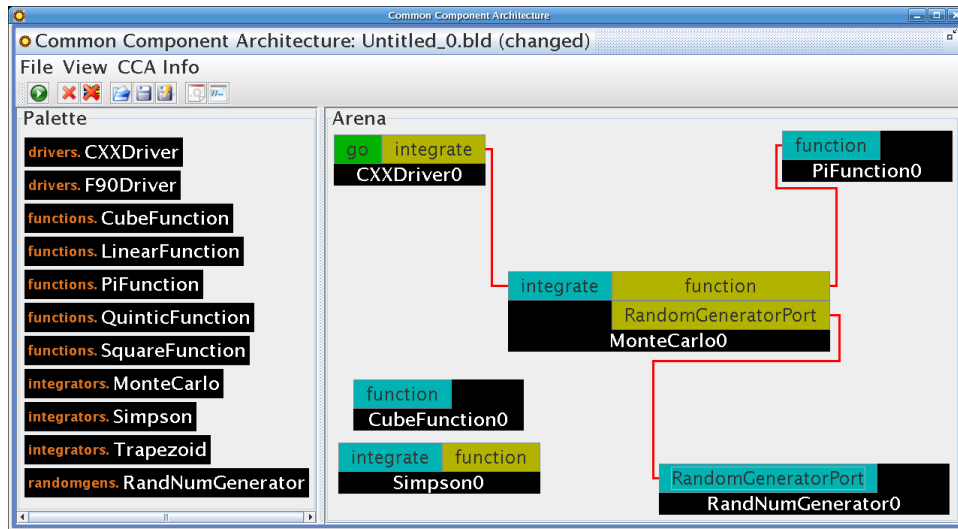 Common Component Architecture
Common Component Architecture: Untitled_0.bld (changed)
File View CCA Info
Palette
drivers. CXXDriver
drivers. F90Driver
functions. CubeFunction
functions. LinearFunction
functions. PiFunction
functions. QuinticFunction
functions. SquareFunction
integrators. MonteCarlo
integrators. Simpson
integrators. Trapezoid
randomgens. RandNumGenerator
Arena
go integrate
CXXDriver0
function
PiFunction0
integrate function
RandomGeneratorPort
MonteCarlo0
function
CubeFunction0
integrate function
Simpson0
RandomGeneratorPort
RandNumGenerator0